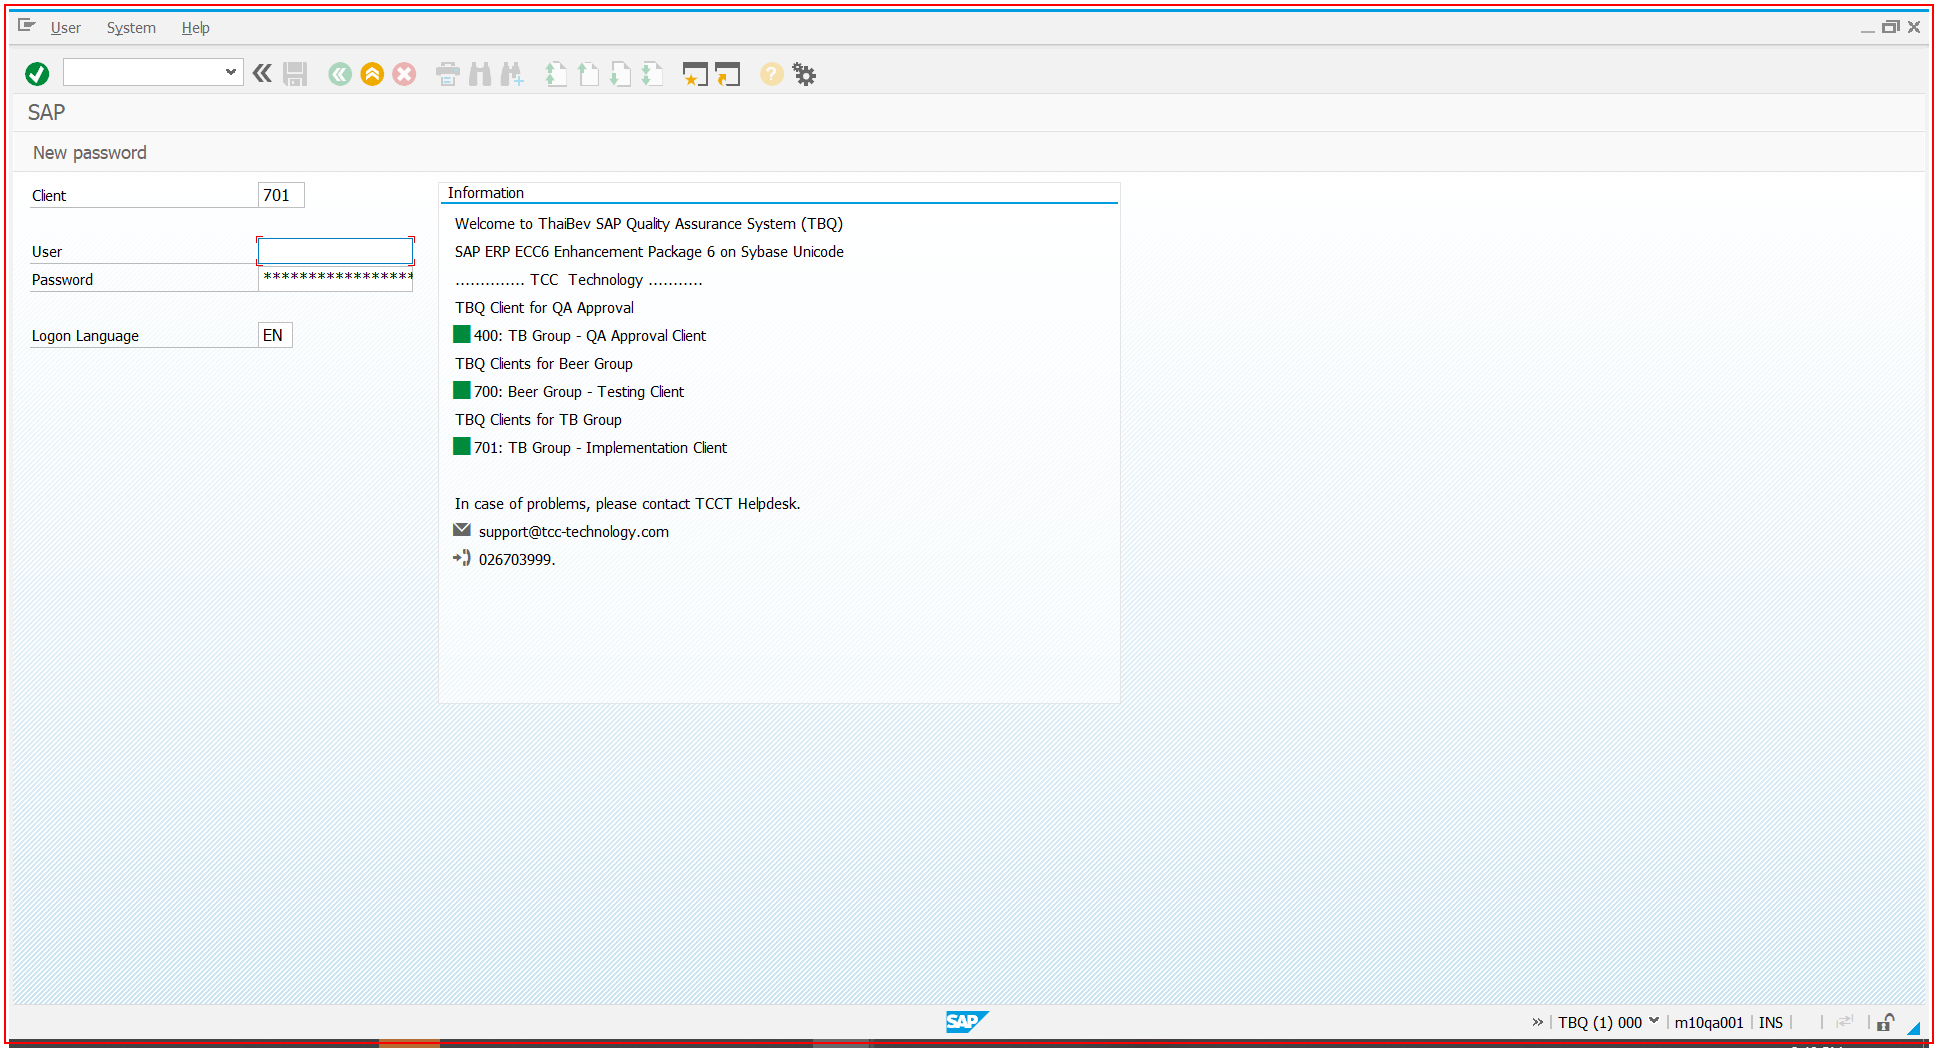 User System Help
SAP
New password
Client 701
User
Password *****************
Logon Language EN
Information
Welcome to ThaiBev SAP Quality Assurance System (TBQ)
SAP ERP ECC6 Enhancement Package 6 on Sybase Unicode
.............. TCC Technology ...........
TBQ Client for QA Approval
400: TB Group - QA Approval Client
TBQ Clients for Beer Group
700: Beer Group - Testing Client
TBQ Clients for TB Group
701: TB Group - Implementation Client
In case of problems, please contact TCCT Helpdesk.
support@tcc-technology.com
026703999.
SAP
TBQ (1) 000 m10qa001 INS